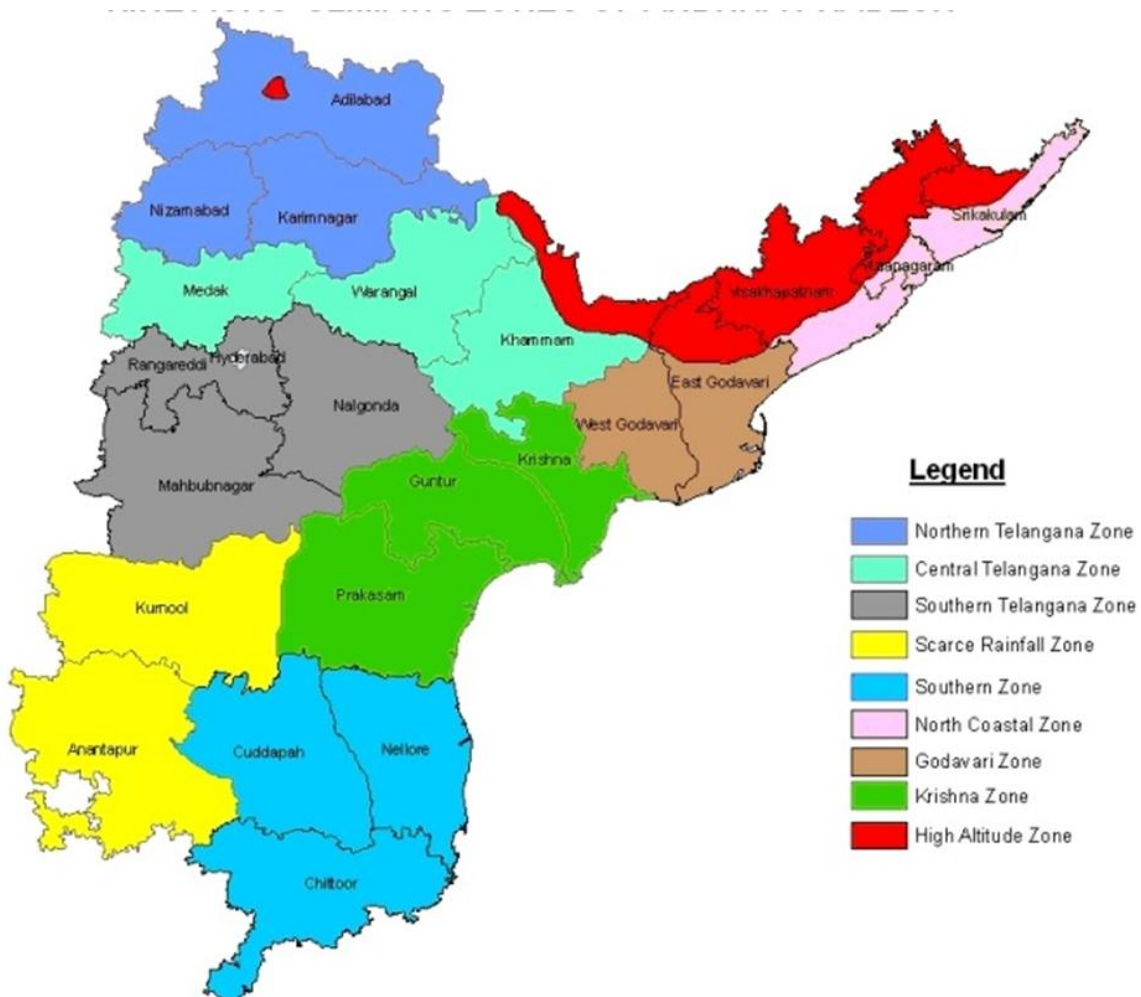 Adilabad
Nizamabad
Karimnagar
Srikakulam
Medak
Warangal
Visakhapatnam
Khammam
Rangareddi
Hyderabad
East Godavari
Nalgonda
West Godavari
Krishna
Legend
Guntur
Mahbubnagar
Northern Telangana Zone
Central Telangana Zone
Prakasam
Kurnool
Southern Telangana Zone
Scarce Rainfall Zone
Southern Zone
North Coastal Zone
Anantapur
Cuddapah
Nellore
Godavari Zone
Krishna Zone
High Altitude Zone
Chittoor